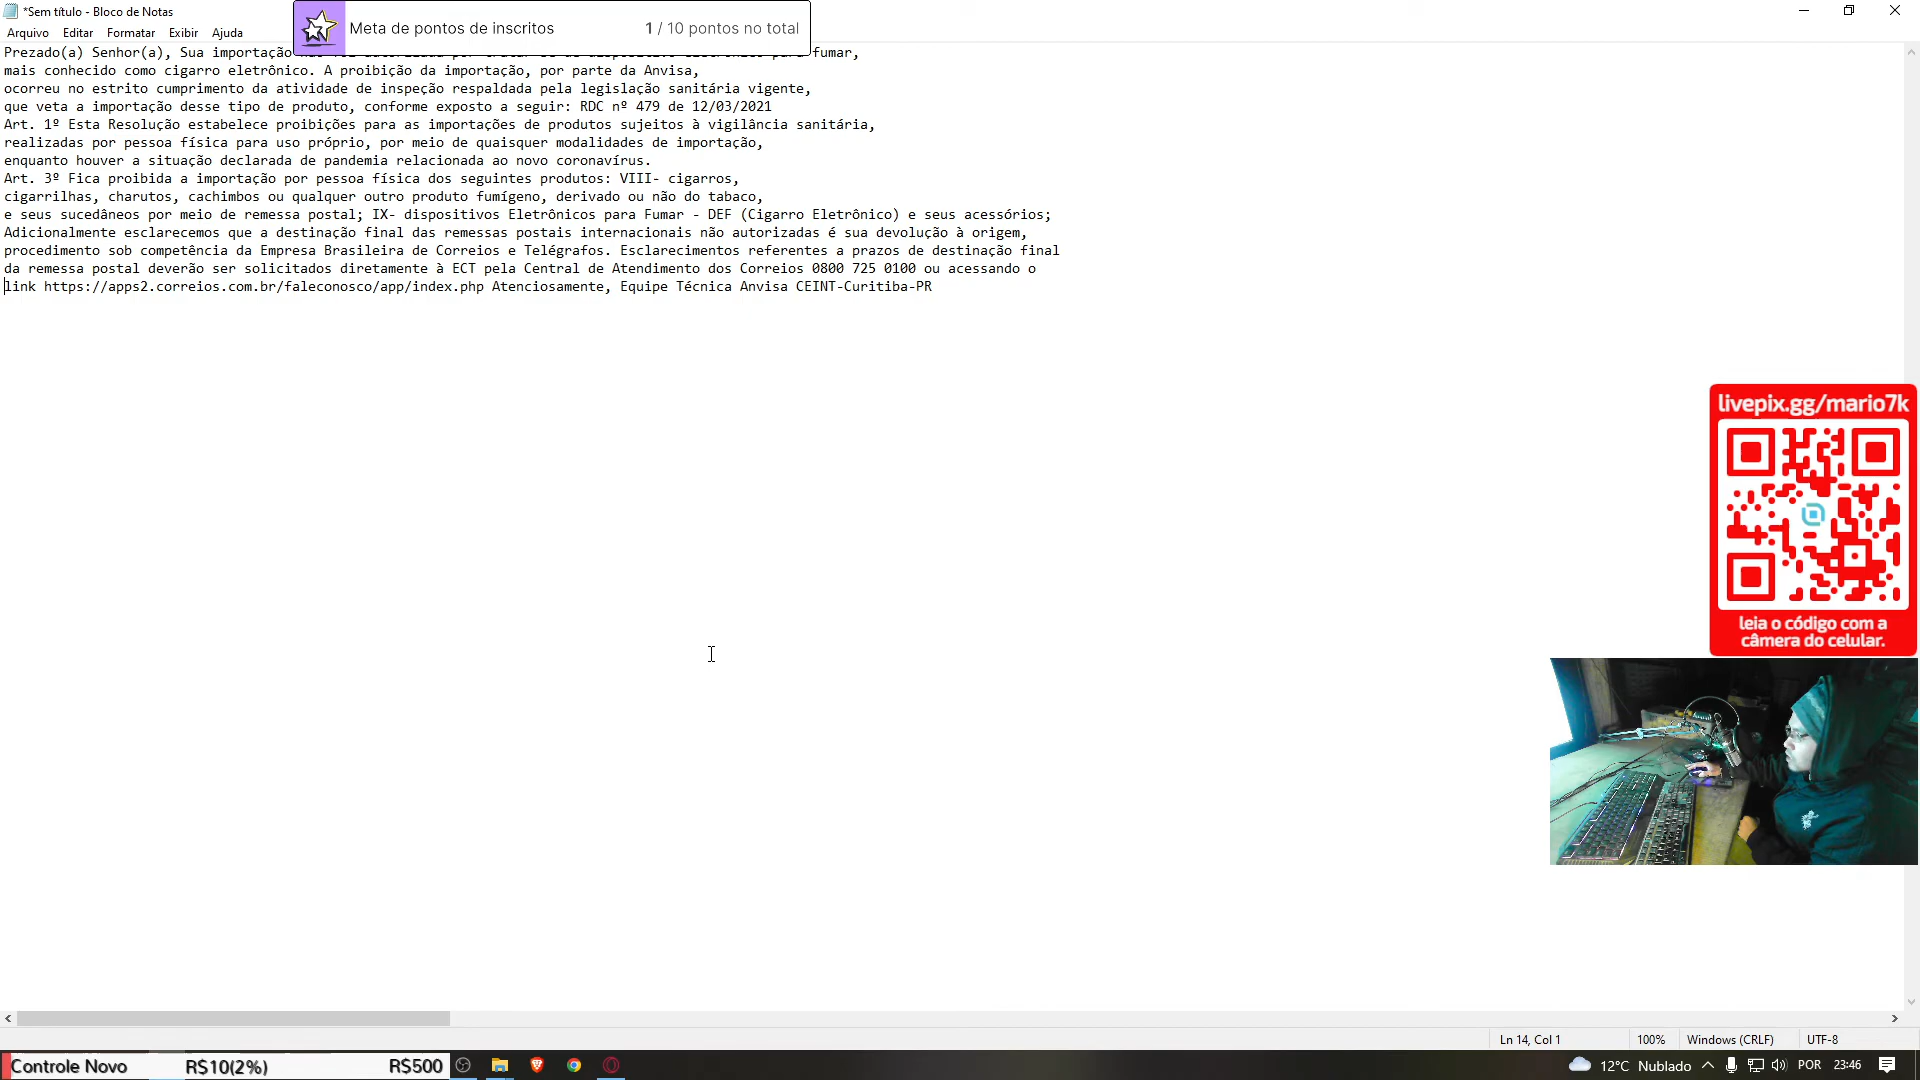 *Sem título - Bloco de Notas
Arquivo Editar Formatar Exibir Ajuda
Meta de pontos de inscritos 1 / 10 pontos no total
Prezado(a) Senhor(a), Sua importação fumar,
mais conhecido como cigarro eletrônico. A proibição da importação, por parte da Anvisa,
ocorreu no estrito cumprimento da atividade de inspeção respaldada pela legislação sanitária vigente,
que veta a importação desse tipo de produto, conforme exposto a seguir: RDC nº 479 de 12/03/2021
Art. 1º Esta Resolução estabelece proibições para as importações de produtos sujeitos à vigilância sanitária,
realizadas por pessoa física para uso próprio, por meio de quaisquer modalidades de importação,
enquanto houver a situação declarada de pandemia relacionada ao novo coronavírus.
Art. 3º Fica proibida a importação por pessoa física dos seguintes produtos: VIII- cigarros,
cigarrilhas, charutos, cachimbos ou qualquer outro produto fumígeno, derivado ou não do tabaco,
e seus sucedâneos por meio de remessa postal; IX- dispositivos Eletrônicos para Fumar - DEF (Cigarro Eletrônico) e seus acessórios;
Adicionalmente esclarecemos que a destinação final das remessas postais internacionais não autorizadas é sua devolução à origem,
procedimento sob competência da Empresa Brasileira de Correios e Telégrafos. Esclarecimentos referentes a prazos de destinação final
da remessa postal deverão ser solicitados diretamente à ECT pela Central de Atendimento dos Correios 0800 725 0100 ou acessando o
link https://apps2.correios.com.br/faleconosco/app/index.php Atenciosamente, Equipe Técnica Anvisa CEINT-Curitiba-PR
livepix.gg/mario7k
leia o código com a
câmera do celular.
Ln 14, Col 1 100% Windows (CRLF) UTF-8
Controle Novo R$10(2%) R$500
12°C Nublado POR 23:46